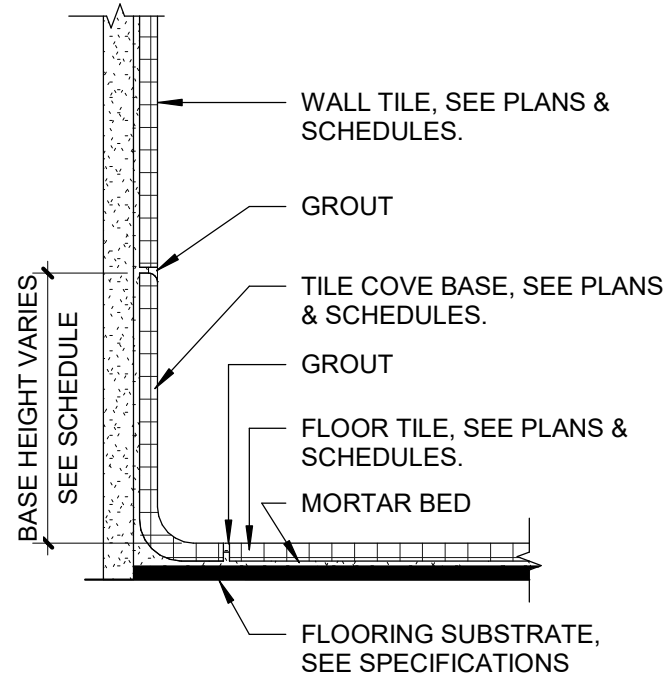 WALL TILE, SEE PLANS &
SCHEDULES.
GROUT
TILE COVE BASE, SEE PLANS
& SCHEDULES.
GROUT
FLOOR TILE, SEE PLANS &
SCHEDULES.
MORTAR BED
FLOORING SUBSTRATE,
SEE SPECIFICATIONS
BASE HEIGHT VARIES
SEE SCHEDULE